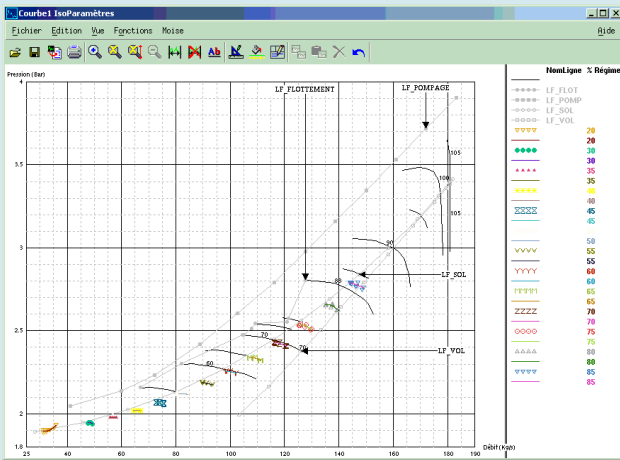 Courbe1 IsoParamètres
Fichier Edition Vue Fonctions Moise Aide
Ab
Pression (Bar)
4
3.5
3
2.5
2
1.8
25 40 60 80 100 120 140 160 180 190
Débit(Kg/s)
LF_FLOTTEMENT
LF_POMPAGE
LF_SOL
LF_VOL
105
100
105
90
80
70
70
60
NomLigne % Régime
LF_FLOT
LF_POMP
LF_SOL
LF_VOL
20
20
30
30
35
35
40
40
45
45
50
55
55
60
60
65
65
70
70
75
75
80
80
85
85